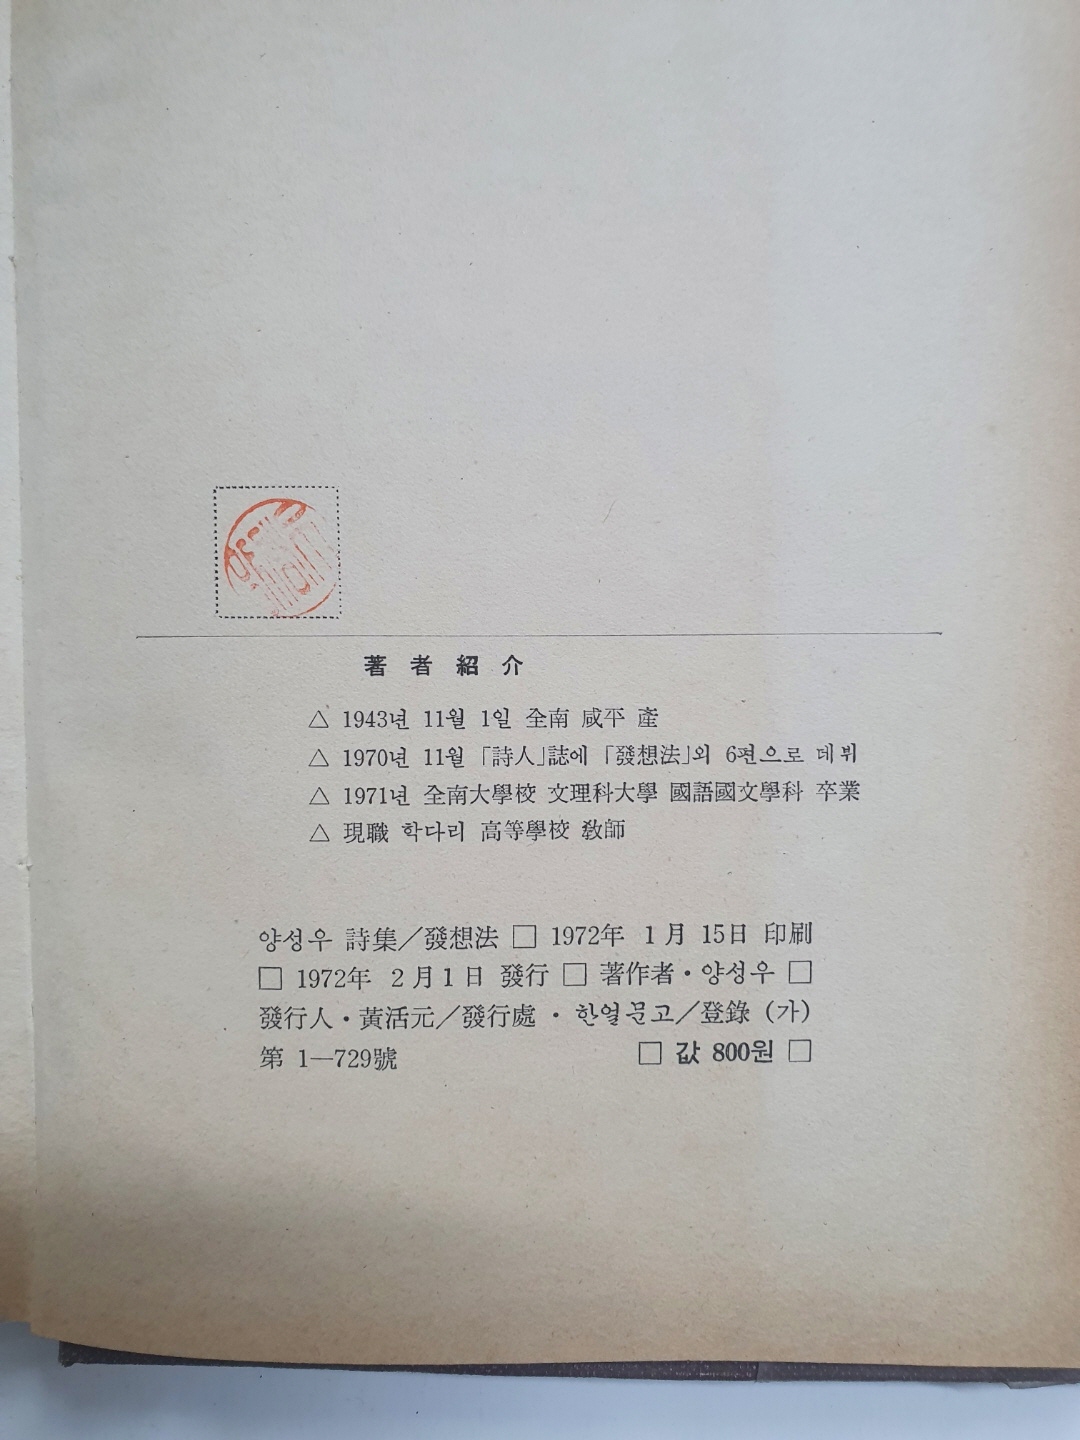 著者紹介
△ 1943년 11월 1일 全南 咸平 產
△ 1970년 11월 「詩人」誌에 「發想法」외 6편으로 데뷔
△ 1971년 全南大學校 文理科大學 國語國文學科 卒業
△ 現職 학다리 高等學校 敎師
양성우 詩集／發想法 □ 1972年 1月 15日 印刷
□ 1972年 2月 1日 發行 □ 著作者・양성우 □
發行人・黃活元／發行處・한얼문고／登錄 (가)
第 1—729號 □ 값 800원 □